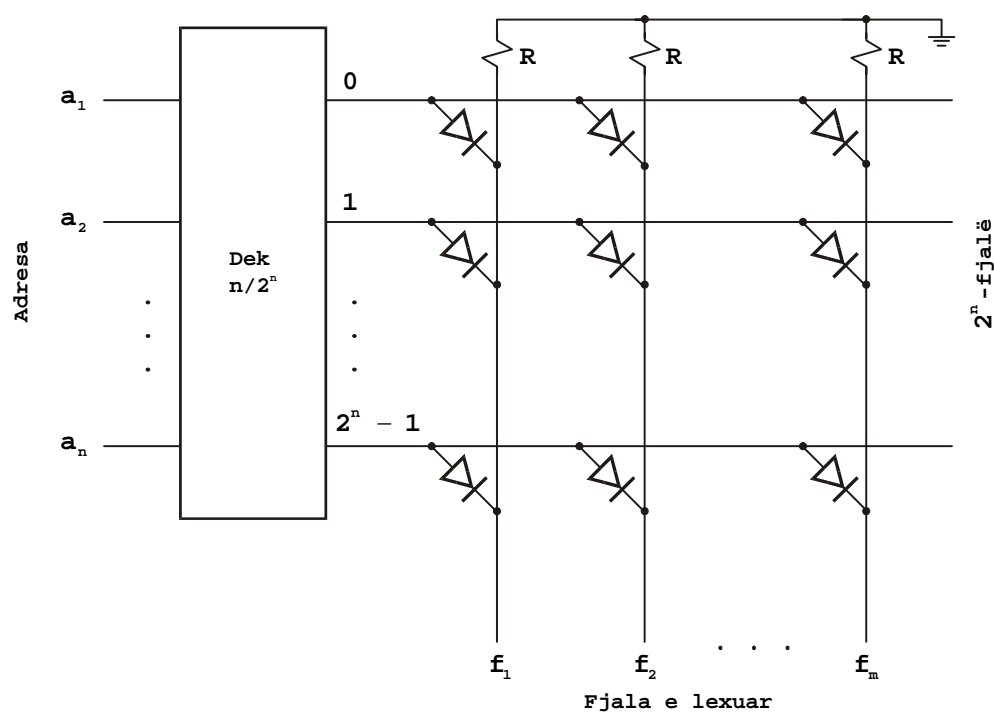 R
R
R
0
a₁
1
a₂
Adresa
Dek
n/2ⁿ
2ⁿ-fjalë
2ⁿ – 1
aₙ
f₁
f₂
fₘ
Fjala e lexuar